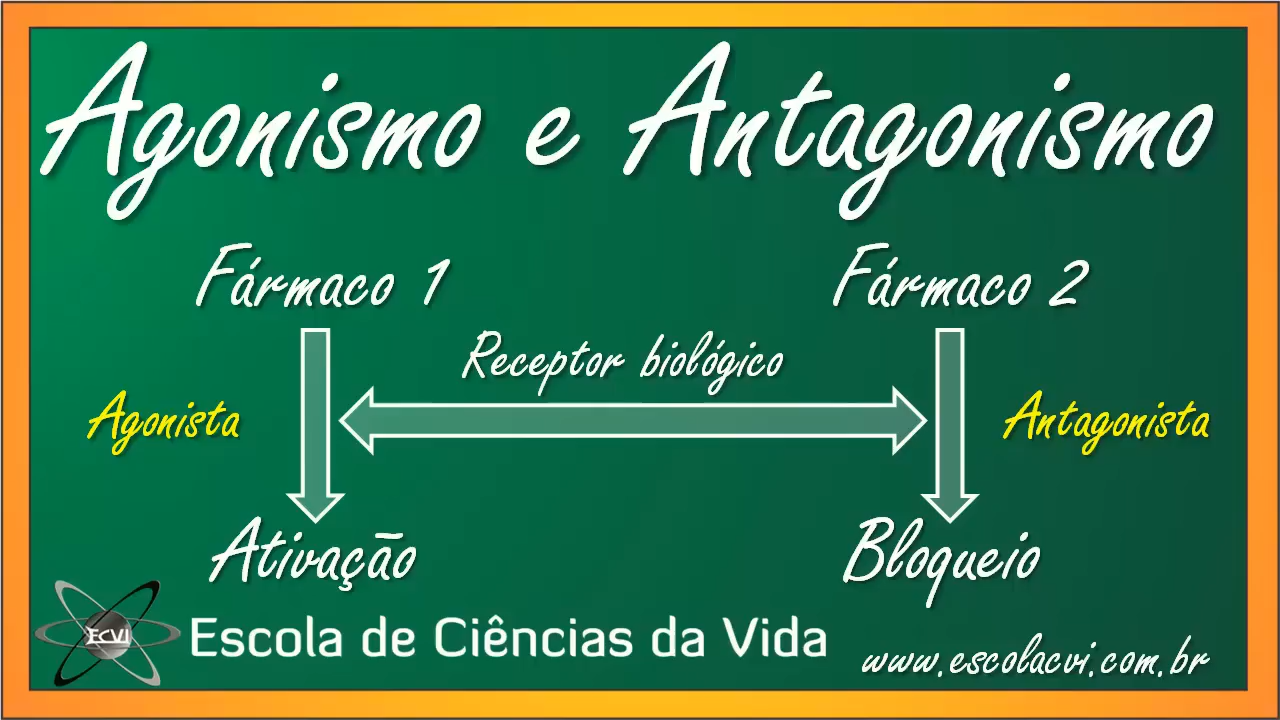 Agonismo e Antagonismo
Fármaco 1
Fármaco 2
Receptor biológico
Agonista
Antagonista
Ativação
Bloqueio
ECVI
Escola de Ciências da Vida
www.escolacvi.com.br